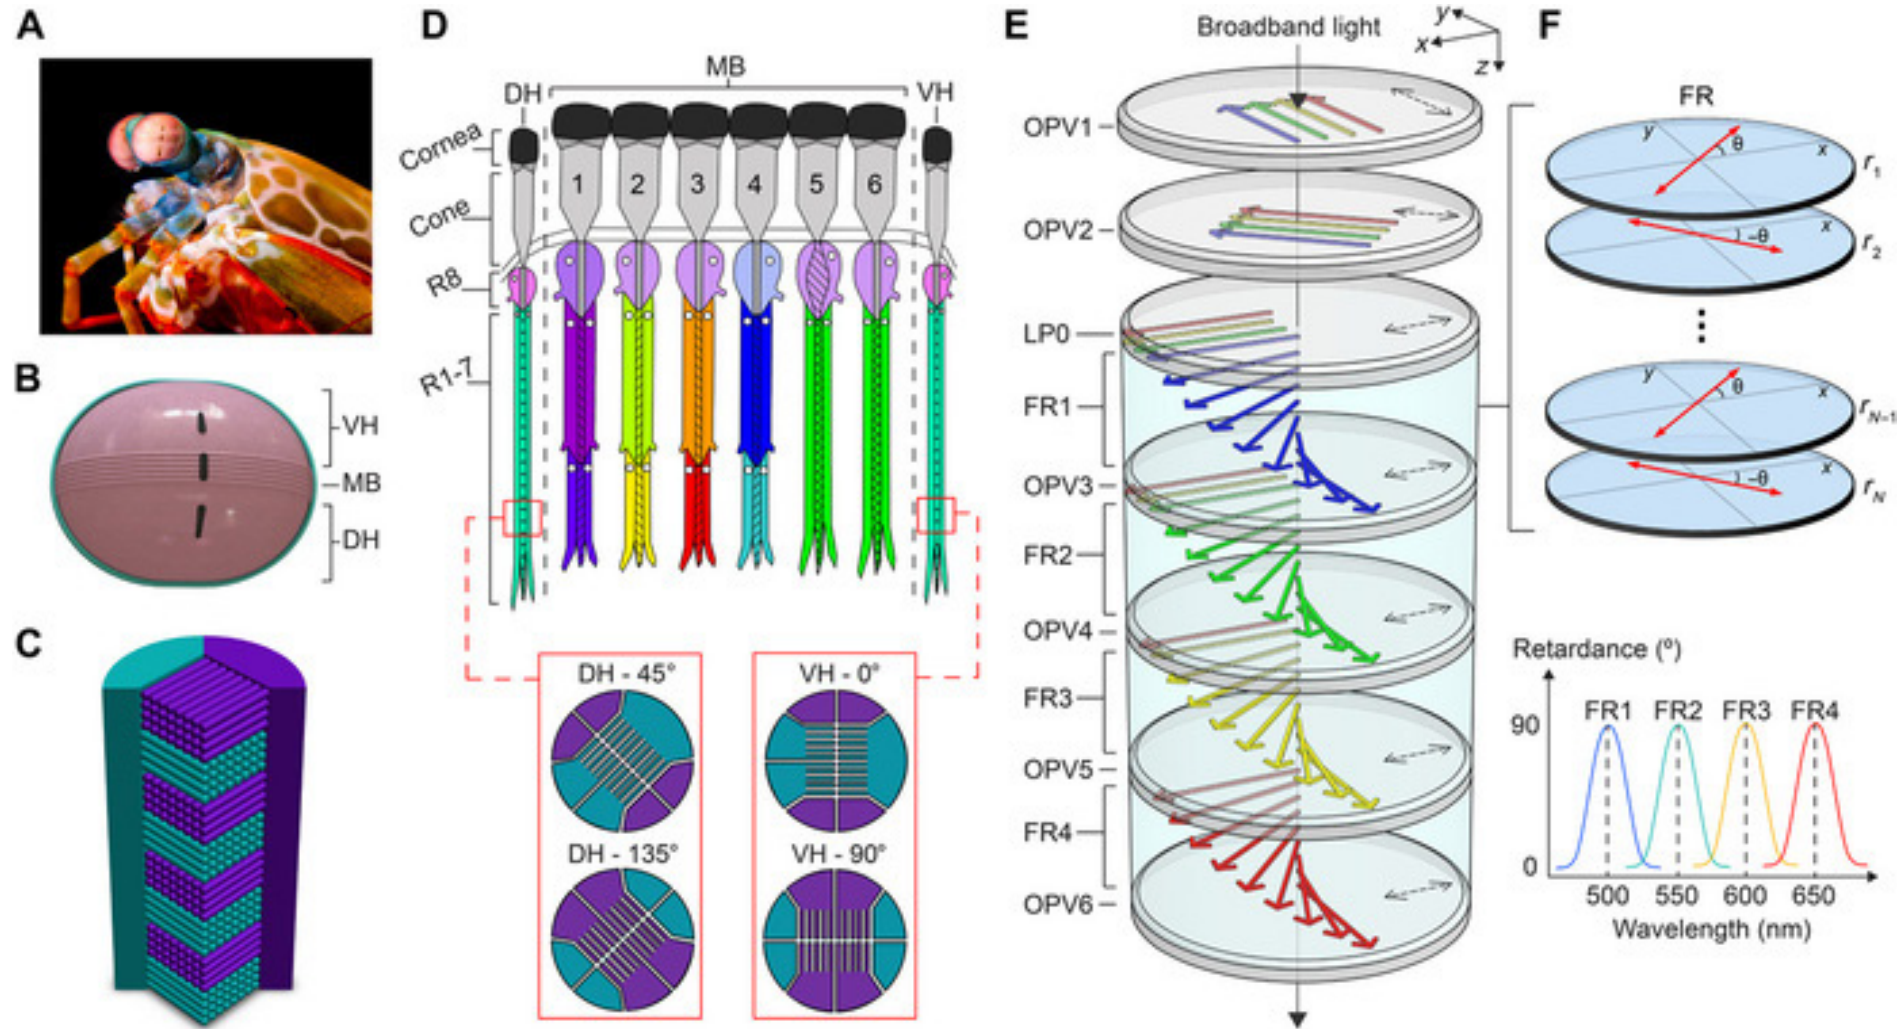 A
B
VH
MB
DH
C
D
MB
DH
VH
Cornea
Cone
R8
R1-7
1 2 3 4 5 6
DH - 45°
VH - 0°
DH - 135°
VH - 90°
E
Broadband light
y
x
z
OPV1
OPV2
LP0
FR1
OPV3
FR2
OPV4
FR3
OPV5
FR4
OPV6
F
FR
y θ x r1
-θ x r2
y θ x rN-1
-θ x rN
Retardance (º)
90
FR1 FR2 FR3 FR4
0
500 550 600 650
Wavelength (nm)